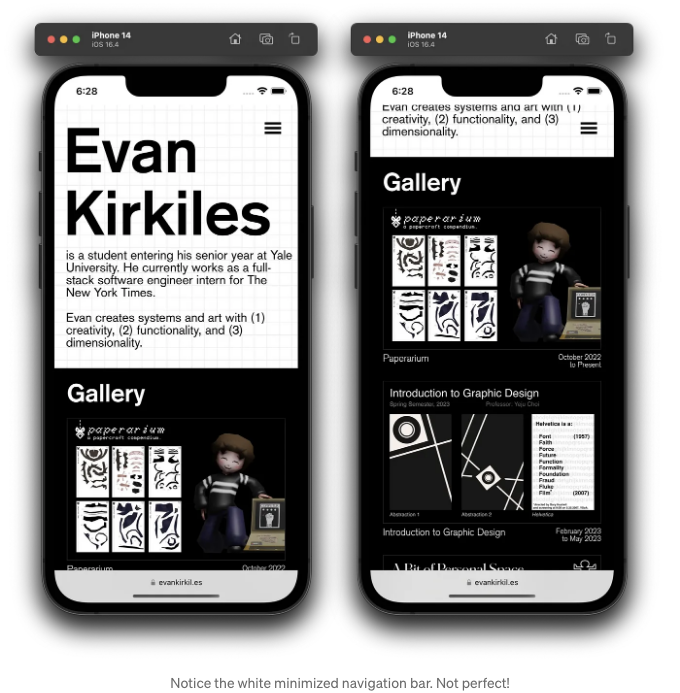 iPhone 14
iOS 16.4
6:28
Evan
Kirkiles
is a student entering his senior year at Yale
University. He currently works as a full-
stack software engineer intern for The
New York Times.
Evan creates systems and art with (1)
creativity, (2) functionality, and (3)
dimensionality.
Gallery
paperarium
a papercraft compendium.
Paperarium
October 2022
evankirkil.es
iPhone 14
iOS 16.4
6:28
Evan creates systems and art with (1)
creativity, (2) functionality, and (3)
dimensionality.
Gallery
paperarium
a papercraft compendium.
Paperarium
October 2022
to Present
Introduction to Graphic Design
Spring Semester, 2023
Professor: Yeju Choi
Helvetica is a:
Font (1957)
Faith
Force
Future
Function
Formality
Foundation
Fraud
Fluke
Film (2007)
Abstraction 1
Abstraction 2
Helvetica
Introduction to Graphic Design
February 2023
to May 2023
A Bit of Personal Space
evankirkil.es
Notice the white minimized navigation bar. Not perfect!